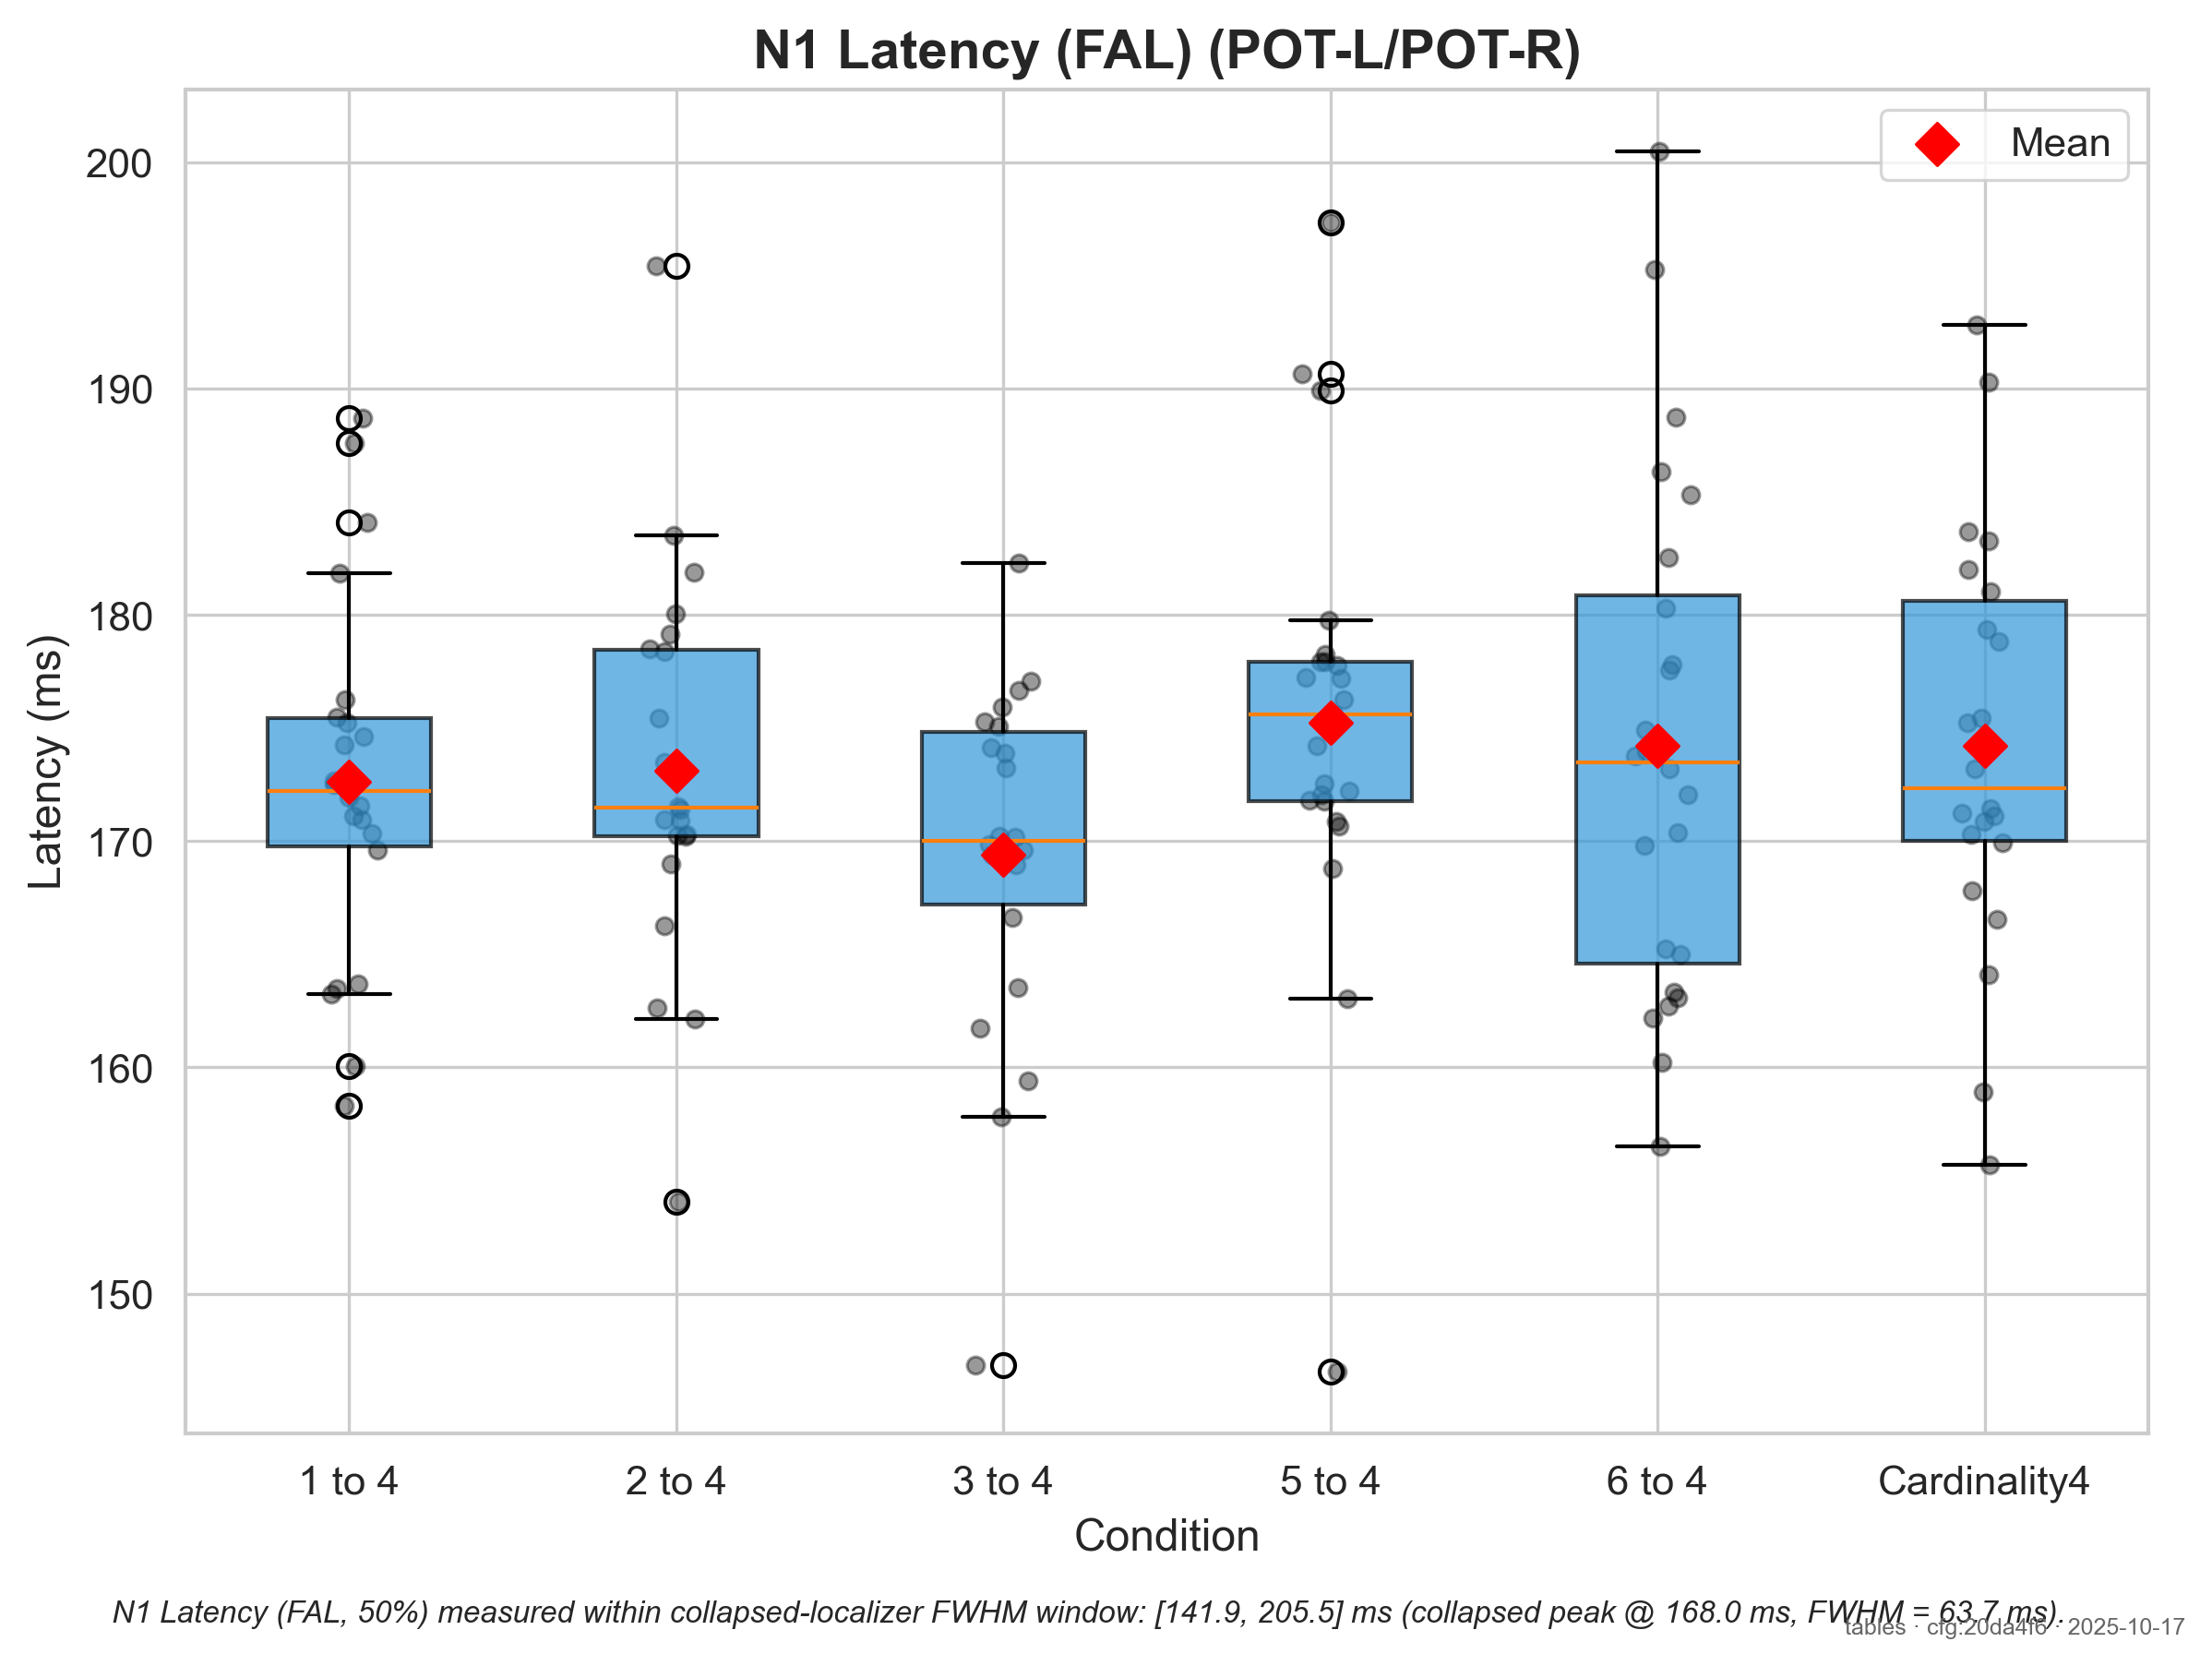 N1 Latency (FAL) (POT-L/POT-R)
Mean
200
190
180
170
160
150
Latency (ms)
1 to 4 2 to 4 3 to 4 5 to 4 6 to 4 Cardinality4
Condition
N1 Latency (FAL, 50%) measured within collapsed-localizer FWHM window: [141.9, 205.5] ms (collapsed peak @ 168.0 ms, FWHM = 63.7 ms).
tables · cfg:20da4f6 · 2025-10-17